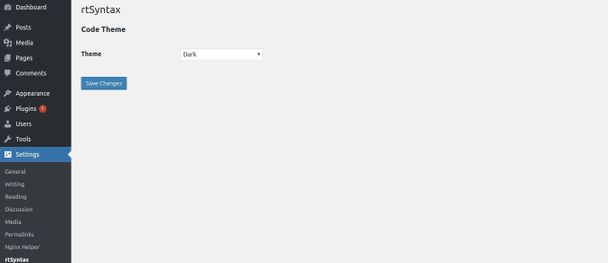 Dashboard
Posts
Media
Pages
Comments
Appearance
Plugins 1
Users
Tools
Settings
General
Writing
Reading
Discussion
Media
Permalinks
Nginx Helper
rtSyntax
rtSyntax
Code Theme
Theme Dark
Save Changes